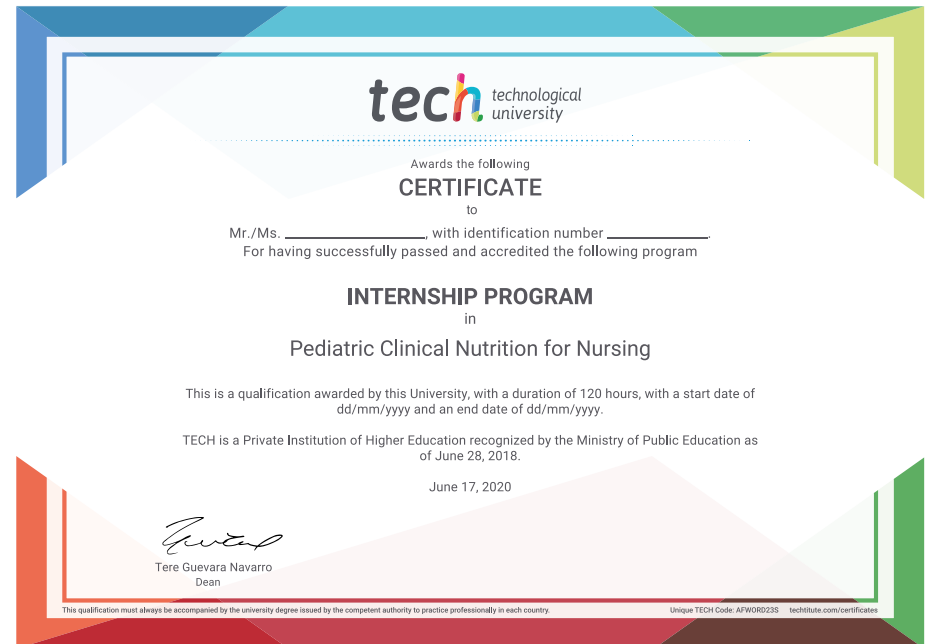 tech technological
university
Awards the following
CERTIFICATE
to
Mr./Ms. ____________________, with identification number ______________.
For having successfully passed and accredited the following program
INTERNSHIP PROGRAM
in
Pediatric Clinical Nutrition for Nursing
This is a qualification awarded by this University, with a duration of 120 hours, with a start date of
dd/mm/yyyy and an end date of dd/mm/yyyy.
TECH is a Private Institution of Higher Education recognized by the Ministry of Public Education as
of June 28, 2018.
June 17, 2020
Tere Guevara Navarro
Dean
This qualification must always be accompanied by the university degree issued by the competent authority to practice professionally in each country.
Unique TECH Code: AFWORD23S techtitute.com/certificates